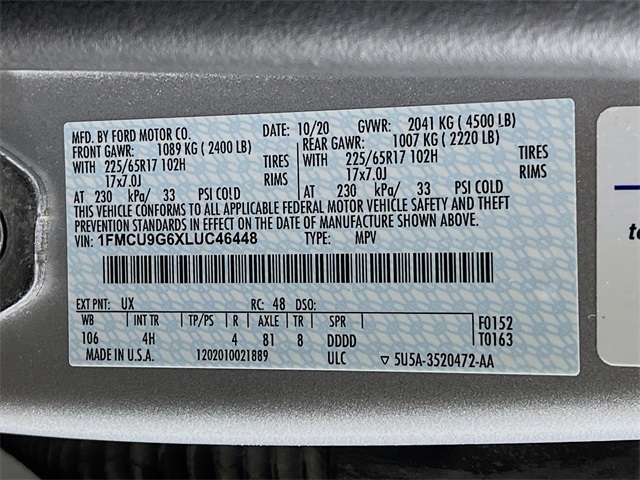 MFD. BY FORD MOTOR CO. DATE: 10/20 GVWR: 2041 KG ( 4500 LB)
FRONT GAWR: 1089 KG ( 2400 LB) REAR GAWR: 1007 KG ( 2220 LB)
WITH 225/65R17 102H TIRES WITH 225/65R17 102H TIRES
17x7.0J RIMS 17x7.0J RIMS
AT 230 kPa/ 33 PSI COLD AT 230 kPa/ 33 PSI COLD
THIS VEHICLE CONFORMS TO ALL APPLICABLE FEDERAL MOTOR VEHICLE SAFETY AND THEFT
PREVENTION STANDARDS IN EFFECT ON THE DATE OF MANUFACTURE SHOWN ABOVE.
VIN: 1FMCU9G6XLUC46448 TYPE: MPV
EXT PNT: UX RC: 48 DSO:
WB INT TR TP/PS R AXLE TR SPR F0152
106 4H 4 81 8 DDDD T0163
MADE IN U.S.A. 1202010021889 ULC ▽ 5U5A-3520472-AA